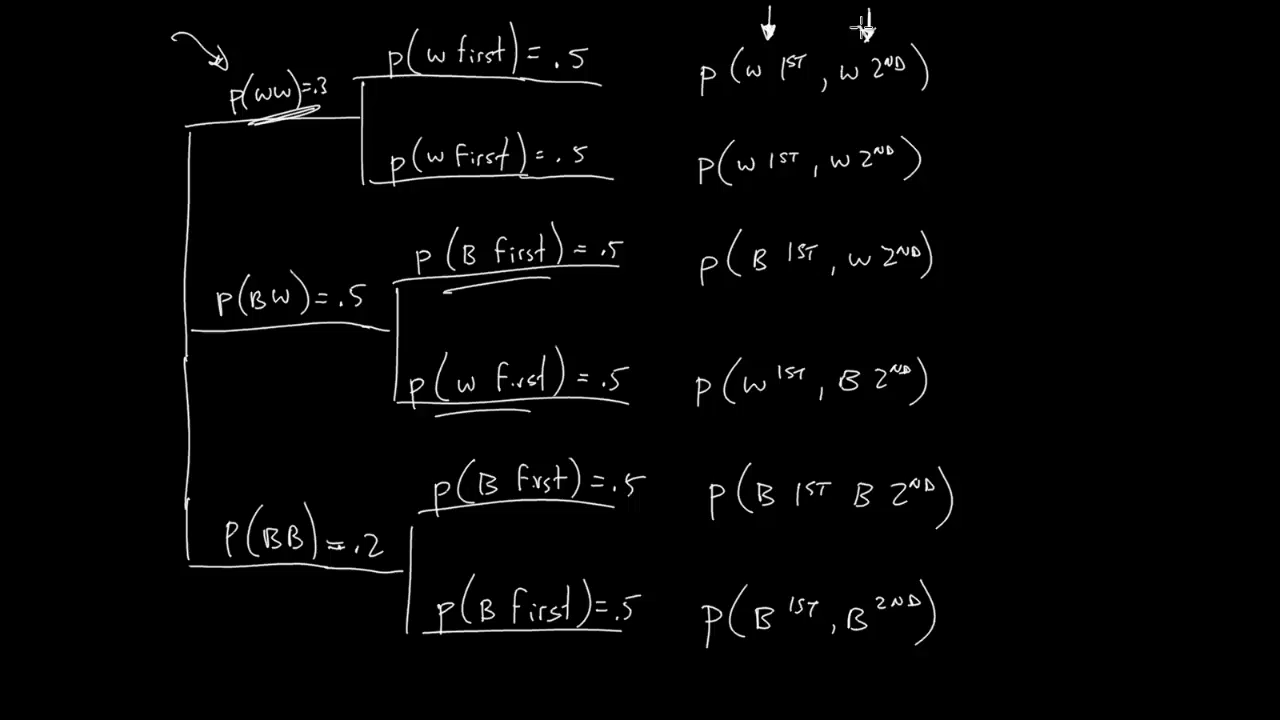 p(w first) = .5 p(w 1ST, w 2ND)
p(ww)=.3
p(w First) = .5 p(w 1ST, w 2ND)
p(B first) = .5 p(B 1ST, w 2ND)
p(BW) = .5
p(w First) = .5 p(w 1ST, B 2ND)
p(B First) = .5 p(B 1ST B 2ND)
P(BB) = .2
p(B First) = .5 p(B 1ST, B 2ND)